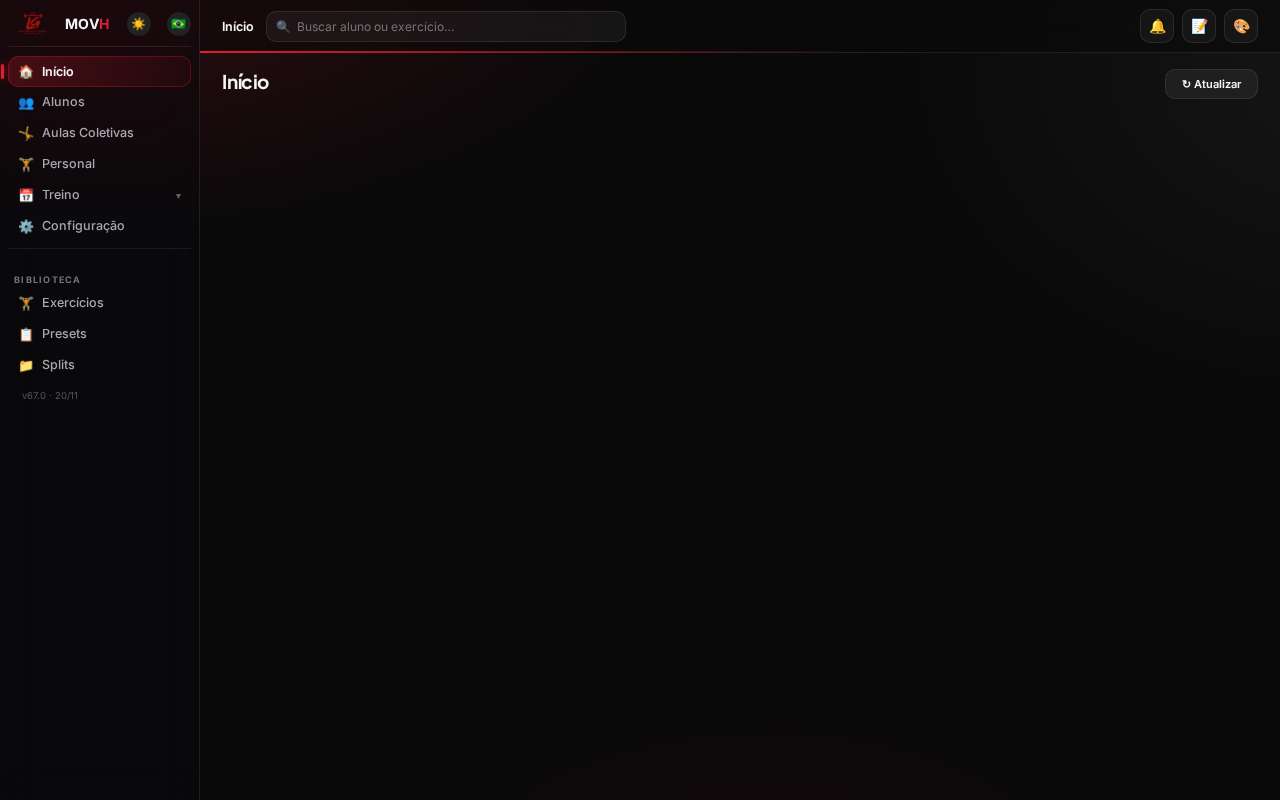 MOVH
Início
Alunos
Aulas Coletivas
Personal
Treino
Configuração
BIBLIOTECA
Exercícios
Presets
Splits
v67.0 · 20/11
Início
Buscar aluno ou exercício...
Início
↻ Atualizar